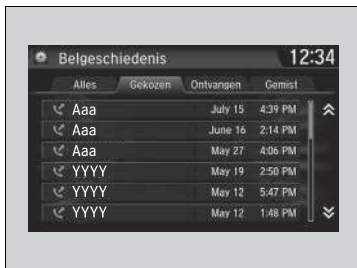 Belgeschiedenis 12:34
Alles Gekozen Ontvangen Gemist
Aaa July 15 4:39 PM
Aaa June 16 2:14 PM
Aaa May 27 4:06 PM
YYYY May 19 2:50 PM
YYYY May 12 5:47 PM
YYYY May 12 1:48 PM